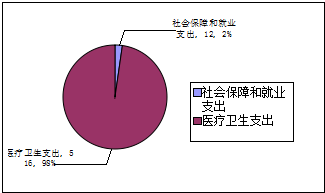 社会保障和就业
支出, 12, 2%
社会保障和就业
支出
医疗卫生支出
医疗卫生支出, 5
16, 98%